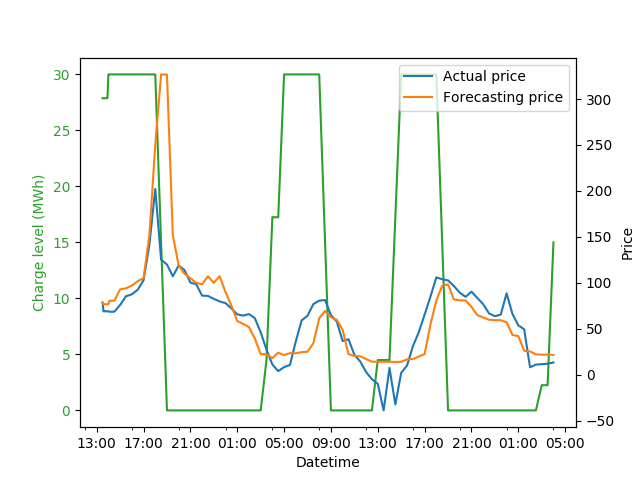 Actual price
Forecasting price
30
25
20
15
10
5
0
Charge level (MWh)
300
250
200
150
100
50
0
−50
Price
13:00 17:00 21:00 01:00 05:00 09:00 13:00 17:00 21:00 01:00 05:00
Datetime